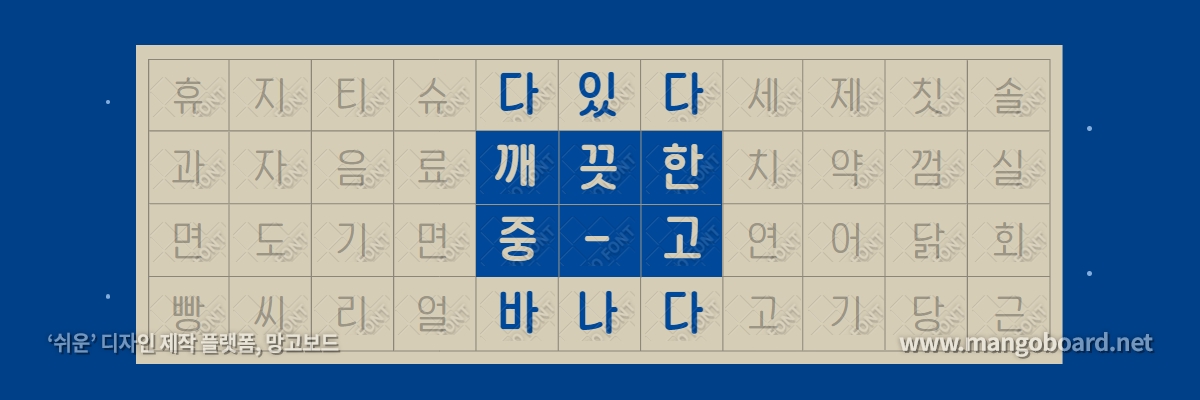 휴지티슈다있다세제칫솔
과자음료깨끗한치약껌실
면도기면중-고연어닭회
빵씨리얼바나다고기당근
‘쉬운’ 디자인 제작 플랫폼, 망고보드
www.mangoboard.net